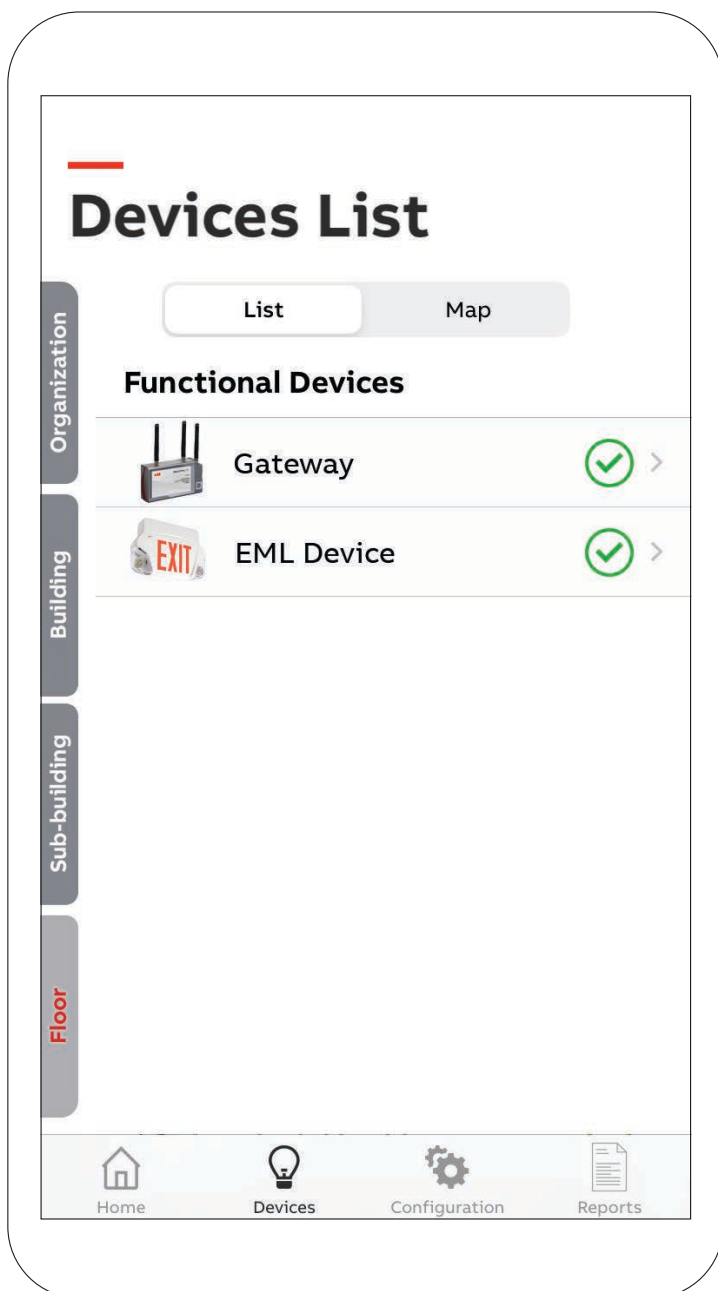 Devices List
List
Map
Functional Devices
Gateway
EXIT
EML Device
Organization
Building
Sub-building
Floor
Home
Devices
Configuration
Reports